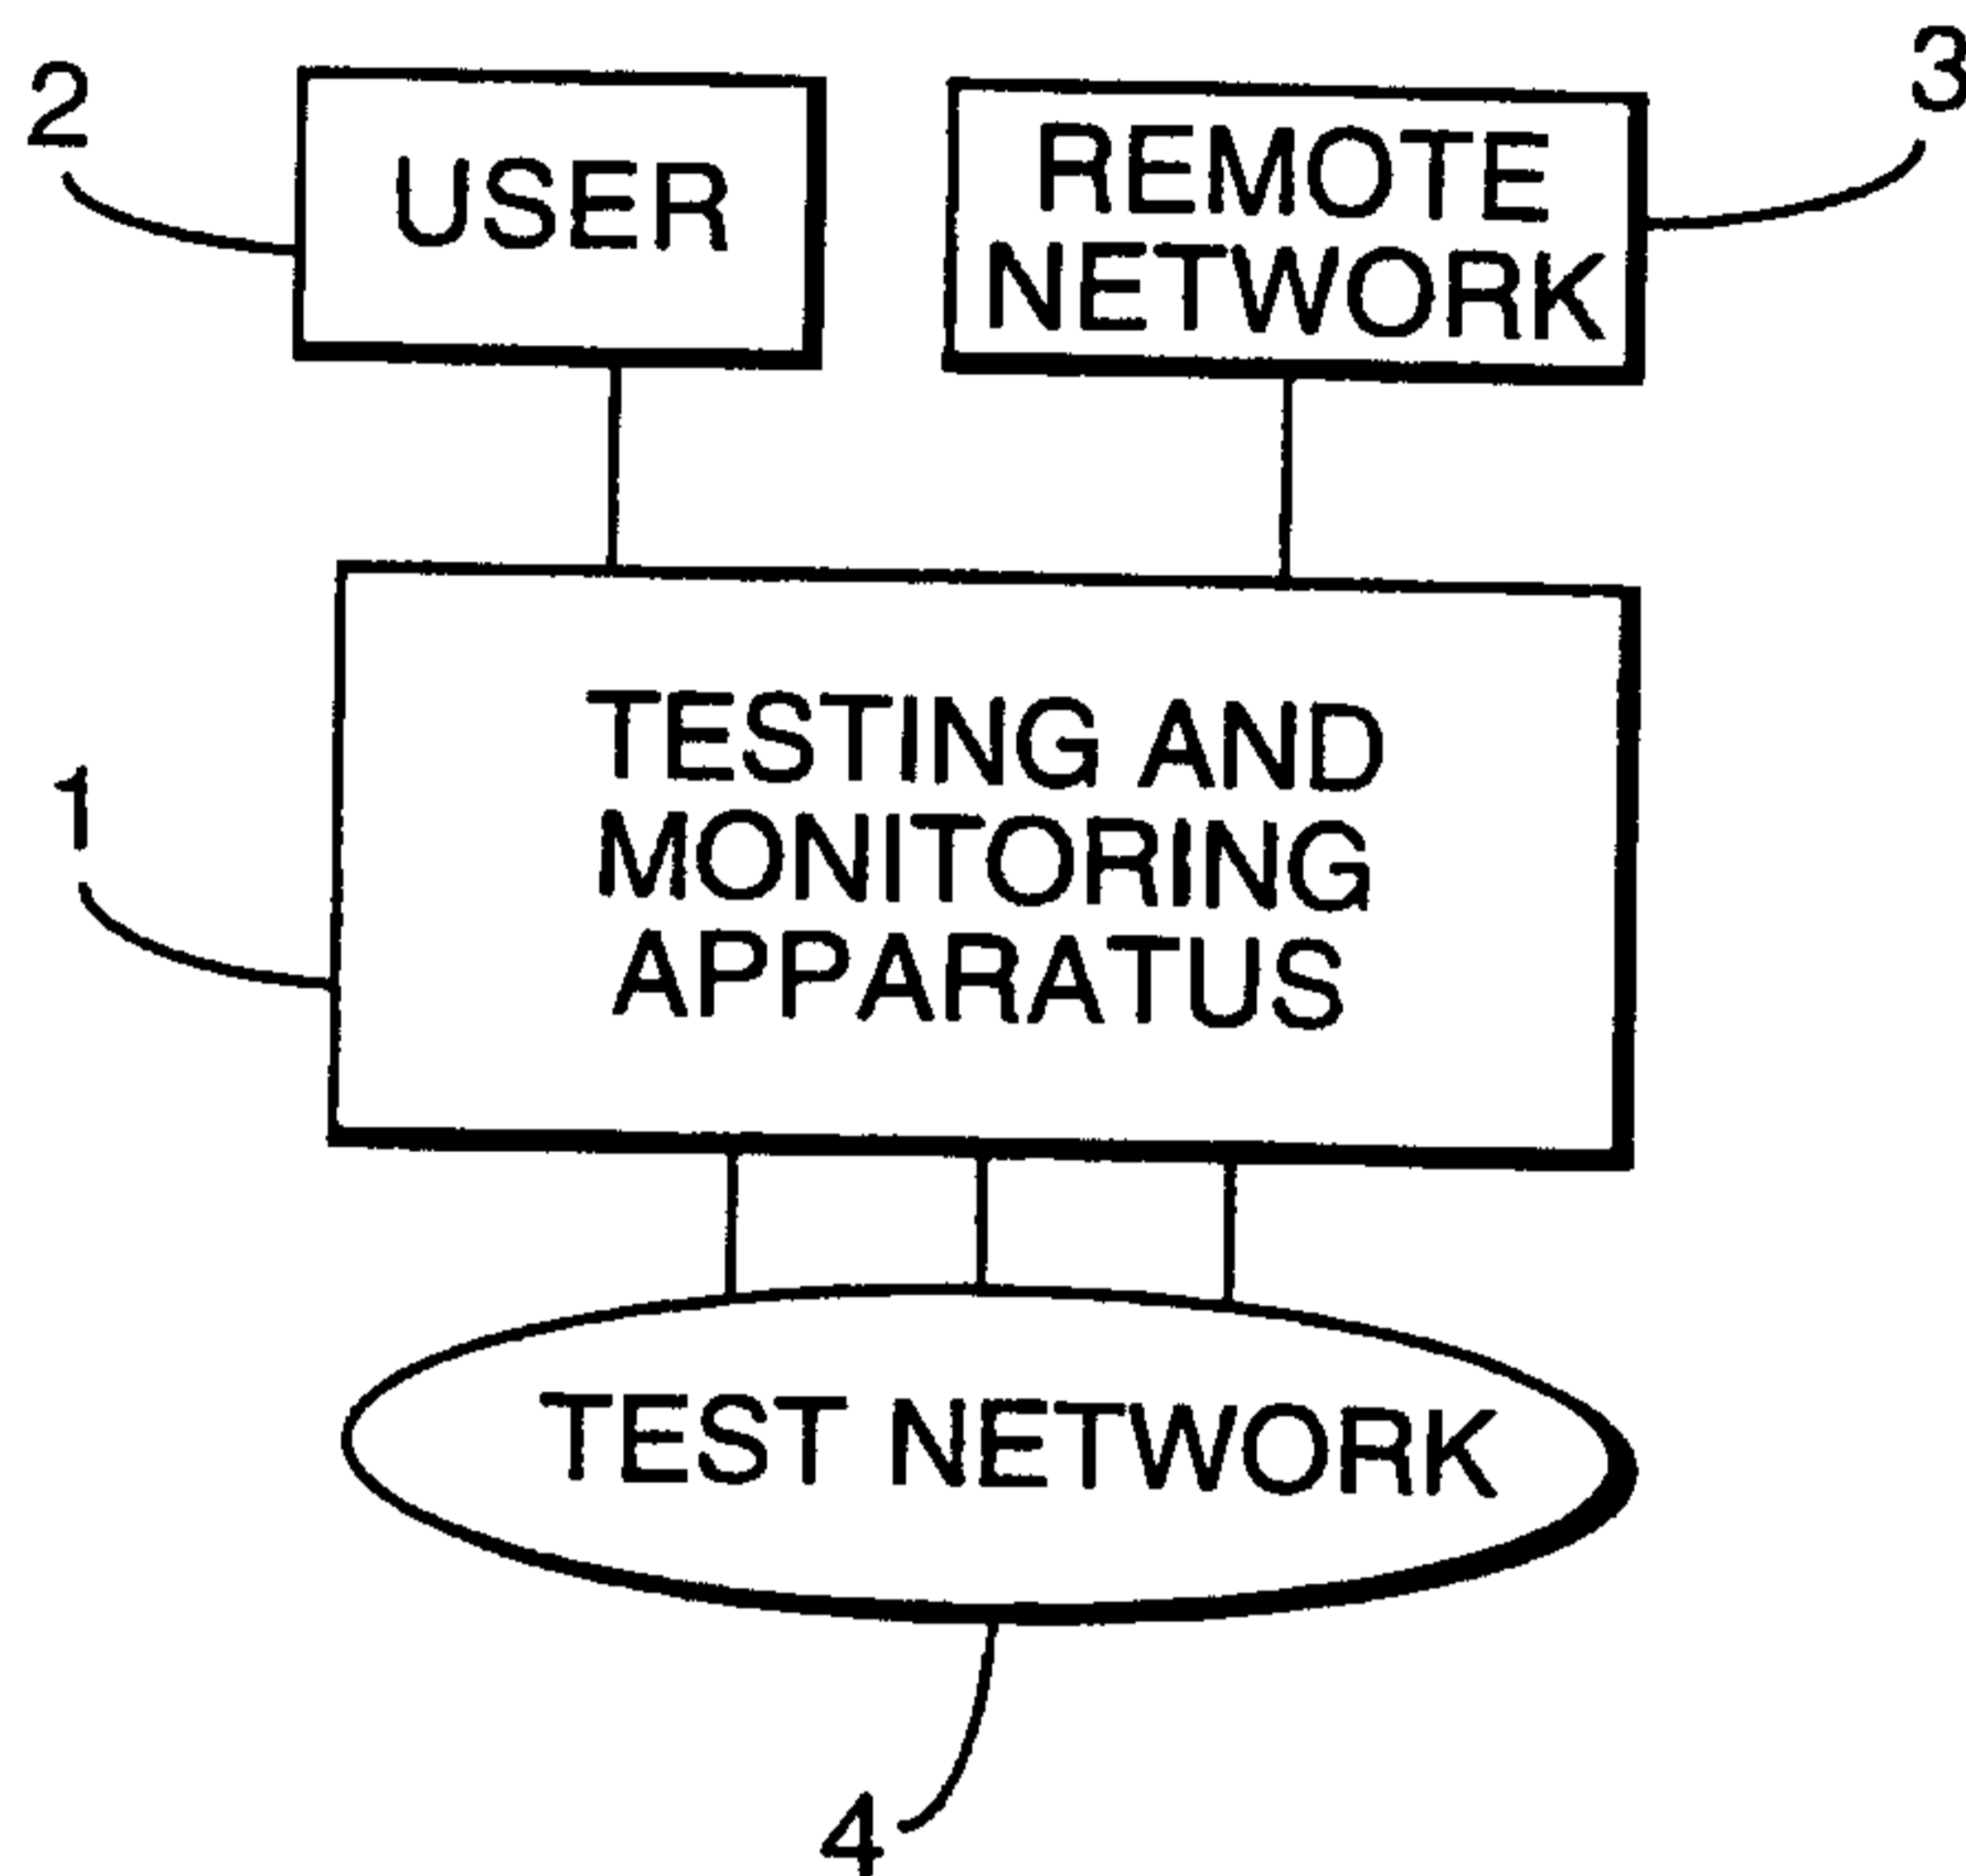 2
USER
REMOTE
NETWORK
3
1
TESTING AND
MONITORING
APPARATUS
TEST NETWORK
4